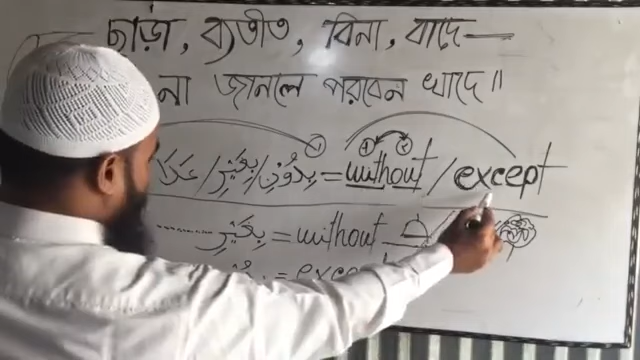 ছাড়া, ব্যতীত, বিনা, বাদে
না জানলে পরবেন খাদে॥
بِدُوْنِ/بِغَيْرِ/عَدَا = without / except
بِغَيْرِ = without
= except